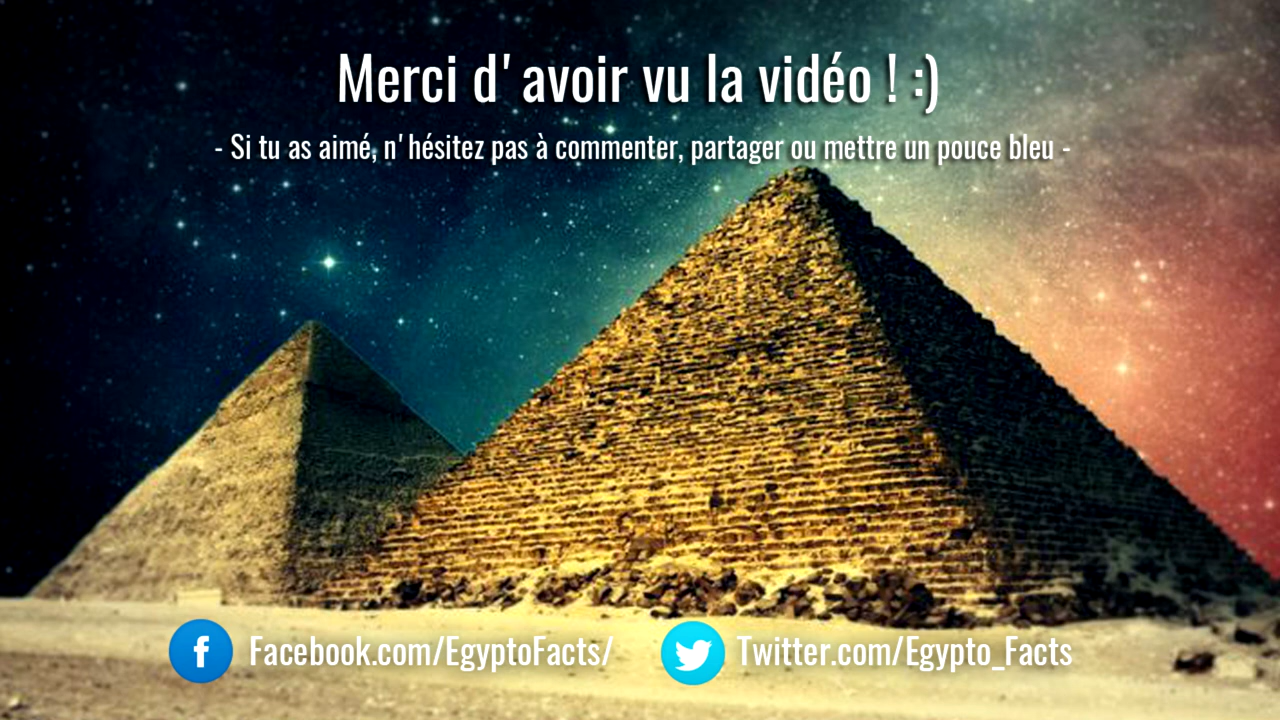 Merci d'avoir vu la vidéo ! :)
- Si tu as aimé, n'hésitez pas à commenter, partager ou mettre un pouce bleu -
Facebook.com/EgyptoFacts/
Twitter.com/Egypto_Facts